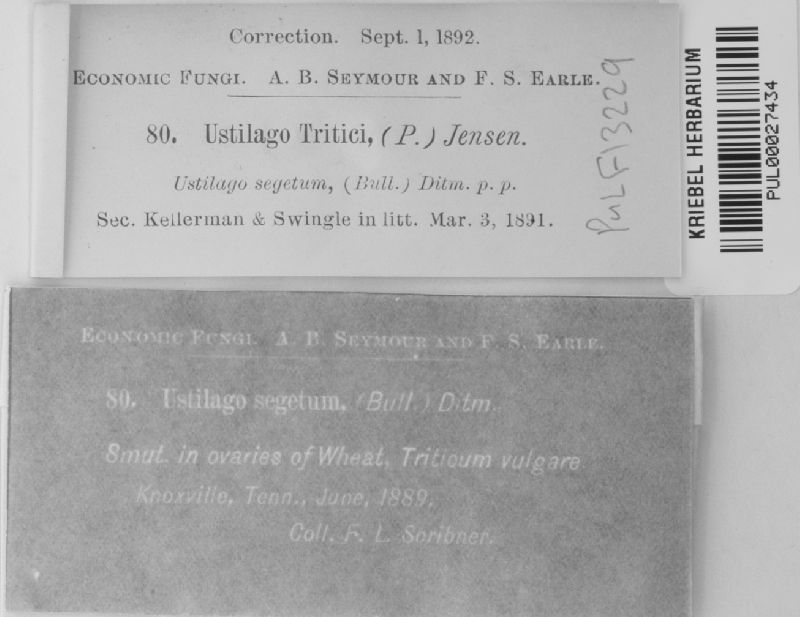 Correction. Sept. 1, 1892.
ECONOMIC FUNGI. A. B. SEYMOUR AND F. S. EARLE.
80. Ustilago Tritici, (P.) Jensen.
Ustilago segetum, (Bull.) Ditm. p. p.
Sec. Kellerman & Swingle in litt. Mar. 3, 1891.
PULF13229
KRIEBEL HERBARIUM
PUL00027434
ECONOMIC FUNGI. A. B. SEYMOUR AND F. S. EARLE.
80. Ustilago segetum, (Bull.) Ditm.
Smut. in ovaries of Wheat, Triticum vulgare.
Knoxville, Tenn., June, 1889.
Coll. F. L. Scribner.